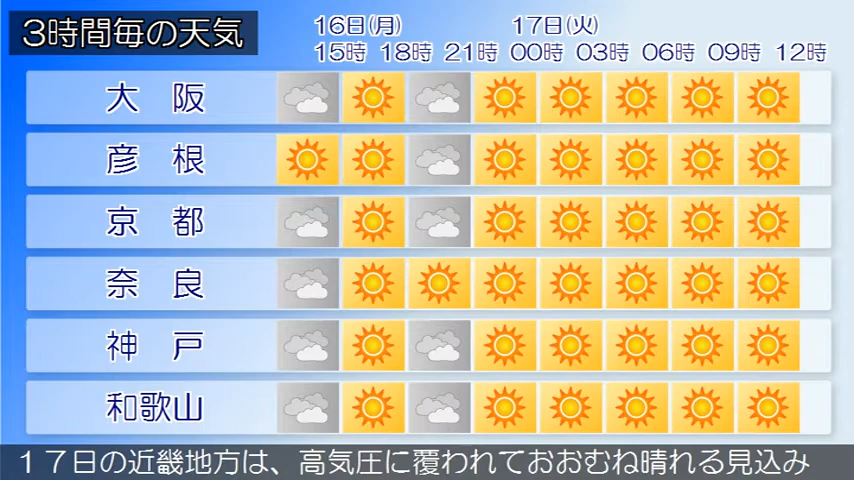 3時間毎の天気
16日(月) 17日(火)
15時 18時 21時 00時 03時 06時 09時 12時
大 阪
彦 根
京 都
奈 良
神 戸
和歌山
17日の近畿地方は、高気圧に覆われておおむね晴れる見込み